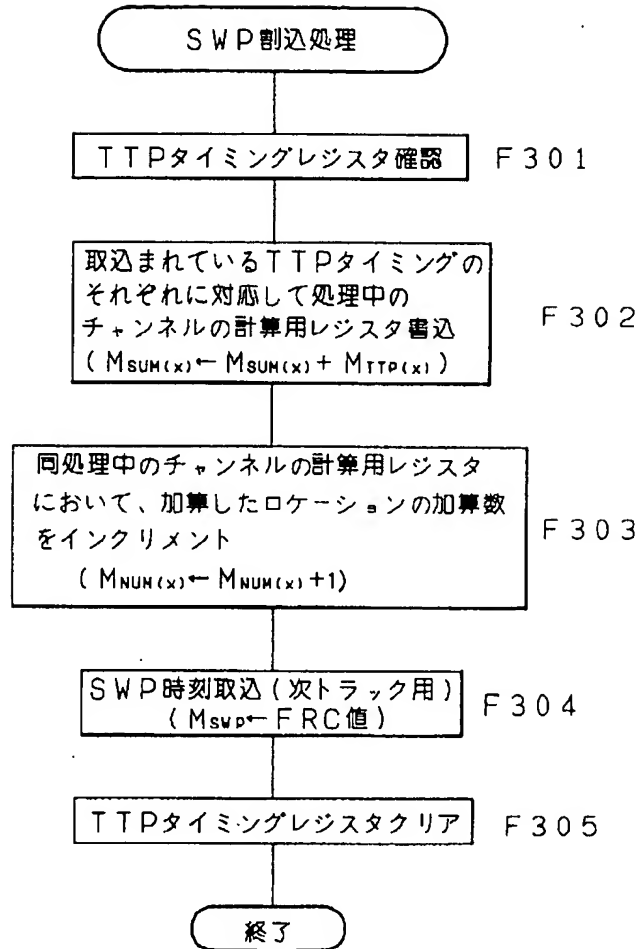 SWP割込処理
TTPタイミングレジスタ確認 F301
取込まれているTTPタイミングの
それぞれに対応して処理中の
チャンネルの計算用レジスタ書込
(MSUM(x)←MSUM(x)+MTTP(x))
F302
同処理中のチャンネルの計算用レジスタ
において、加算したロケーションの加算数
をインクリメント
(MNUM(x)←MNUM(x)+1)
F303
SWP時刻取込(次トラック用)
(MSWP←FRC値)
F304
TTPタイミングレジスタクリア F305
終了